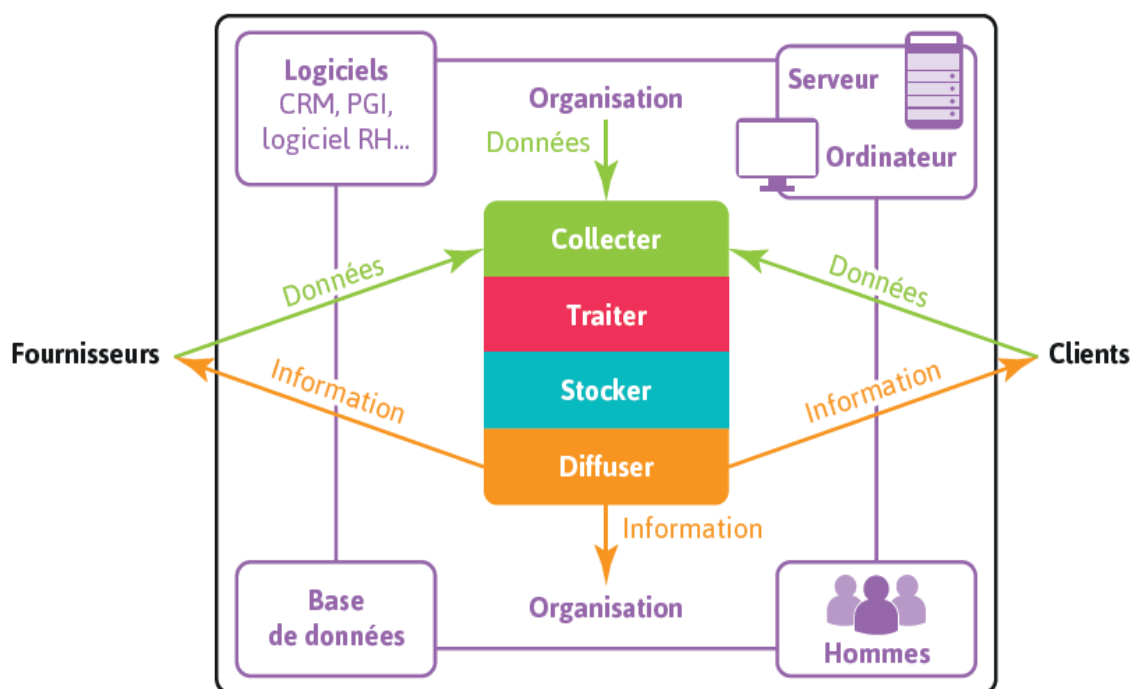 Logiciels
CRM, PGI,
logiciel RH...
Organisation
Données
Serveur
Ordinateur
Collecter
Données
Données
Traiter
Fournisseurs
Clients
Information
Information
Stocker
Diffuser
Information
Organisation
Base
de données
Hommes